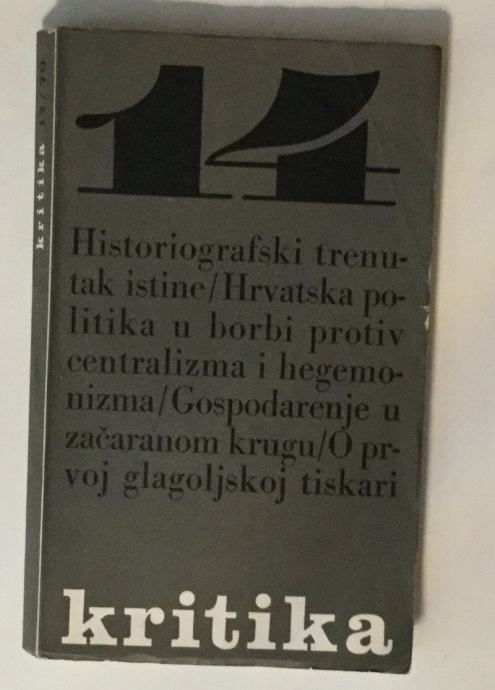 14
Historiografski trenu-
tak istine/Hrvatska po-
litika u borbi protiv
centralizma i hegemo-
nizma/Gospodarenje u
začaranom krugu/O pr-
voj glagoljskoj tiskari
kritika
kritika